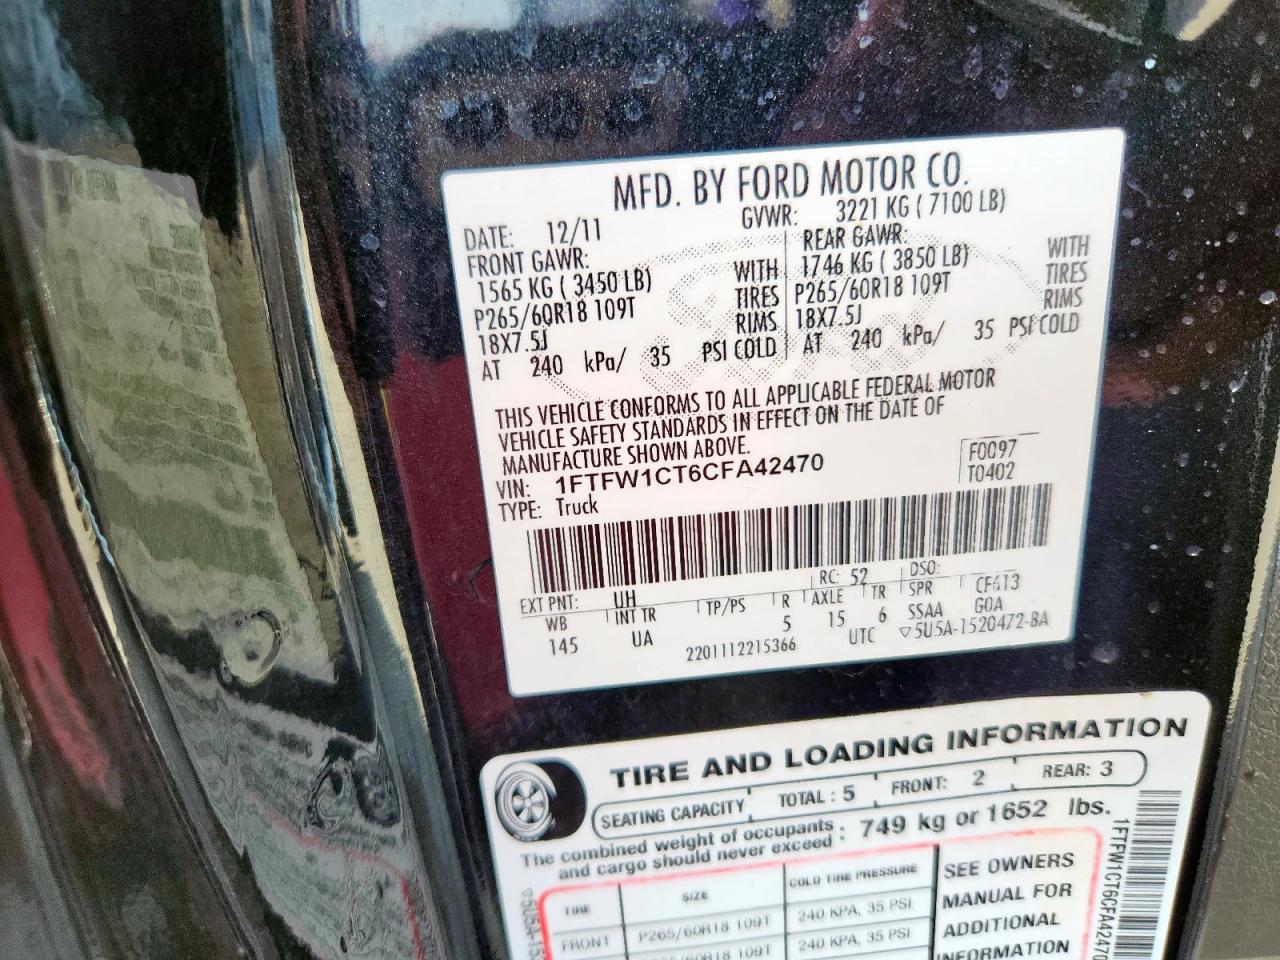 MFD. BY FORD MOTOR CO.
DATE: 12/11 GVWR: 3221 KG ( 7100 LB)
FRONT GAWR: REAR GAWR:
1565 KG ( 3450 LB) WITH 1746 KG ( 3850 LB) WITH
P265/60R18 109T TIRES P265/60R18 109T TIRES
18X7.5J RIMS 18X7.5J RIMS
AT 240 kPa/ 35 PSI COLD AT 240 kPa/ 35 PSI COLD
THIS VEHICLE CONFORMS TO ALL APPLICABLE FEDERAL MOTOR
VEHICLE SAFETY STANDARDS IN EFFECT ON THE DATE OF
MANUFACTURE SHOWN ABOVE.
VIN: 1FTFW1CT6CFA42470 F0097
TYPE: Truck T0402
EXT PNT: UH RC: 52 DSO:
WB INT TR TP/PS R AXLE TR SPR CF613
145 UA 5 15 6 SSAA G0A
2201112215366 UTC ▽5U5A-1520472-BA
TIRE AND LOADING INFORMATION
SEATING CAPACITY TOTAL : 5 FRONT: 2 REAR: 3
The combined weight of occupants : 749 kg or 1652 lbs.
and cargo should never exceed
TIRE SIZE COLD TIRE PRESSURE SEE OWNERS
FRONT P265/60R18 109T 240 KPA, 35 PSI MANUAL FOR
240 KPA, 35 PSI ADDITIONAL
INFORMATION
1FTFW1CT6CFA42470